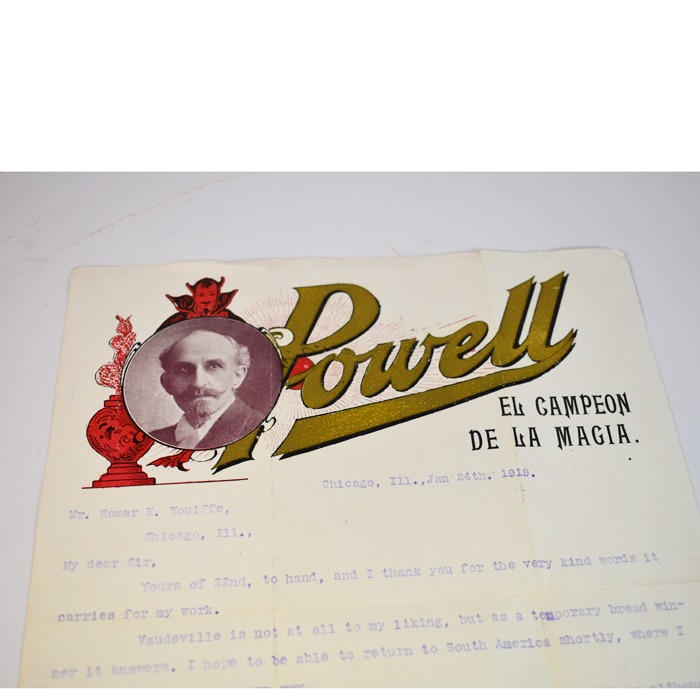 Powell
EL CAMPEON
DE LA MAGIA.
Chicago, Ill.,Jan 24th. 1919.
Mr. Homar H. Woulffe,
Chicago, Ill.,
My dear Sir,
Yours of 22nd, to hand, and I thank you for the very kind words it
carries for my work.
Vaudeville is not at all to my liking, but as a temporary bread win-
ner it answers. I hope to be able to return to South America shortly, where I